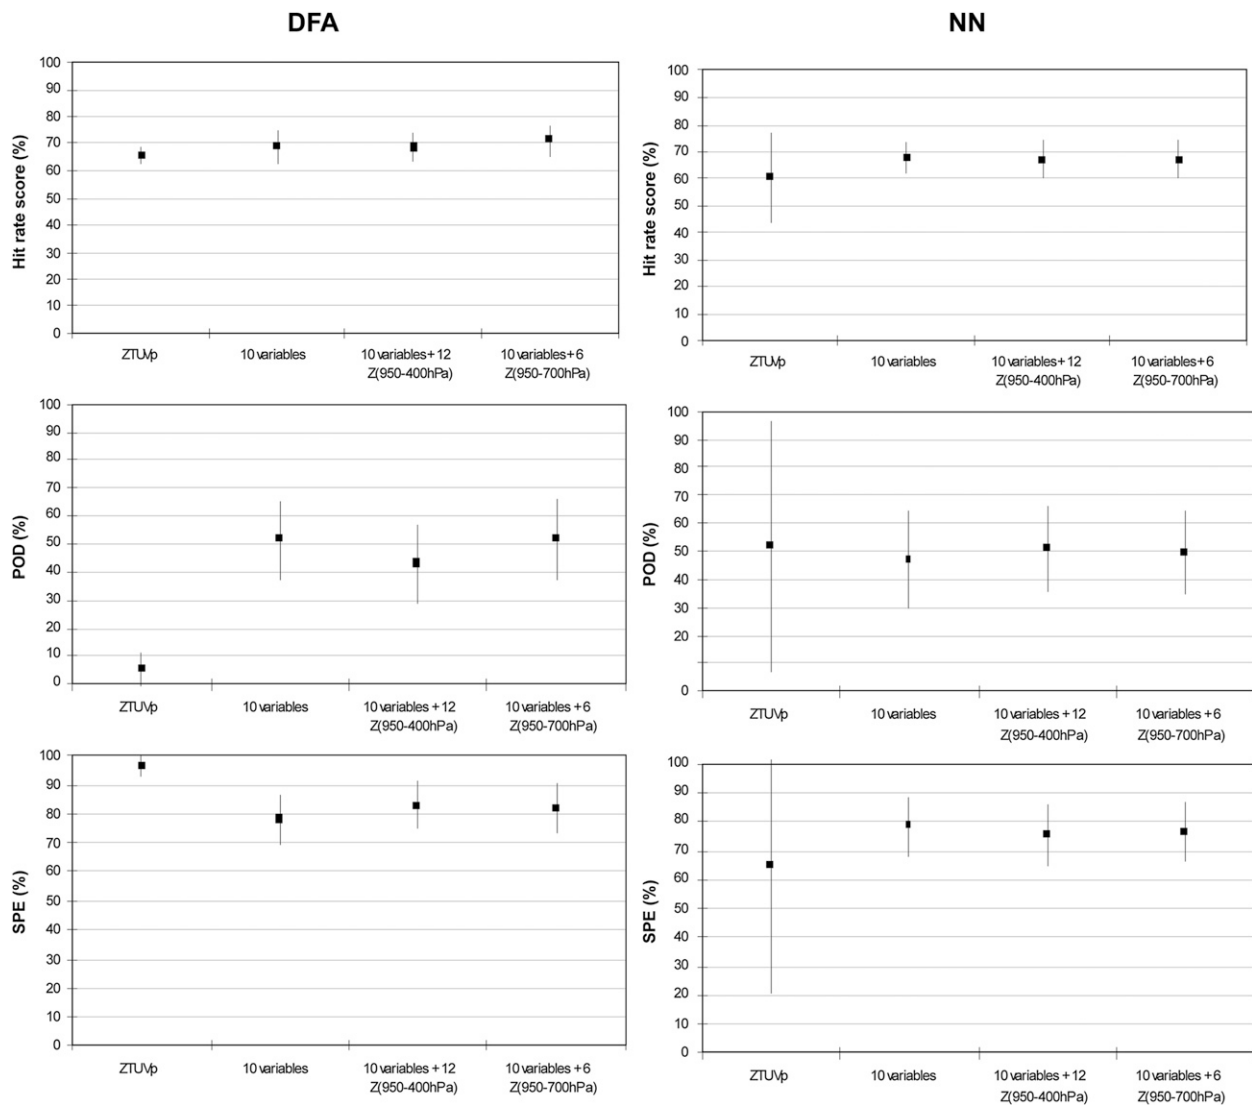 DFA
NN
Hit rate score (%)
100
90
80
70
60
50
40
30
20
10
0
ZTUVp
10 variables
10 variables + 12
Z(950-400hPa)
10 variables + 6
Z(950-700hPa)
Hit rate score (%)
100
90
80
70
60
50
40
30
20
10
0
ZTUVp
10 variables
10 variables + 12
Z(950-400hPa)
10 variables + 6
Z(950-700hPa)
POD (%)
100
90
80
70
60
50
40
30
20
10
0
ZTUVp
10 variables
10 variables + 12
Z(950-400hPa)
10 variables + 6
Z(950-700hPa)
POD (%)
100
90
80
70
60
50
40
30
20
10
0
ZTUVp
10 variables
10 variables + 12
Z(950-400hPa)
10 variables + 6
Z(950-700hPa)
SPE (%)
100
90
80
70
60
50
40
30
20
10
0
ZTUVp
10 variables
10 variables + 12
Z(950-400hPa)
10 variables + 6
Z(950-700hPa)
SPE (%)
100
90
80
70
60
50
40
30
20
10
0
ZTUVp
10 variables
10 variables + 12
Z(950-400hPa)
10 variables + 6
Z(950-700hPa)